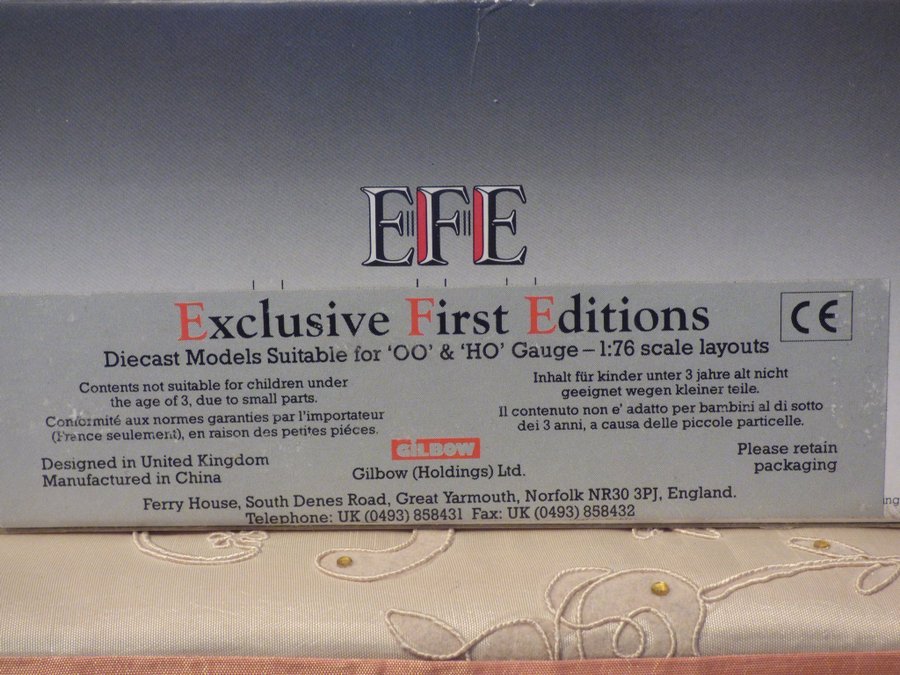 EFE
Exclusive First Editions
CE
Diecast Models Suitable for 'OO' & 'HO' Gauge – 1:76 scale layouts
Contents not suitable for children under
the age of 3, due to small parts.
Conformité aux normes garanties par l'importateur
(France seulement), en raison des petites piéces.
Inhalt für kinder unter 3 jahre alt nicht
geeignet wegen kleiner teile.
Il contenuto non e' adatto per bambini al di sotto
dei 3 anni, a causa delle piccole particelle.
Designed in United Kingdom
Manufactured in China
GILBOW
Gilbow (Holdings) Ltd.
Please retain
packaging
Ferry House, South Denes Road, Great Yarmouth, Norfolk NR30 3PJ, England.
Telephone: UK (0493) 858431 Fax: UK (0493) 858432